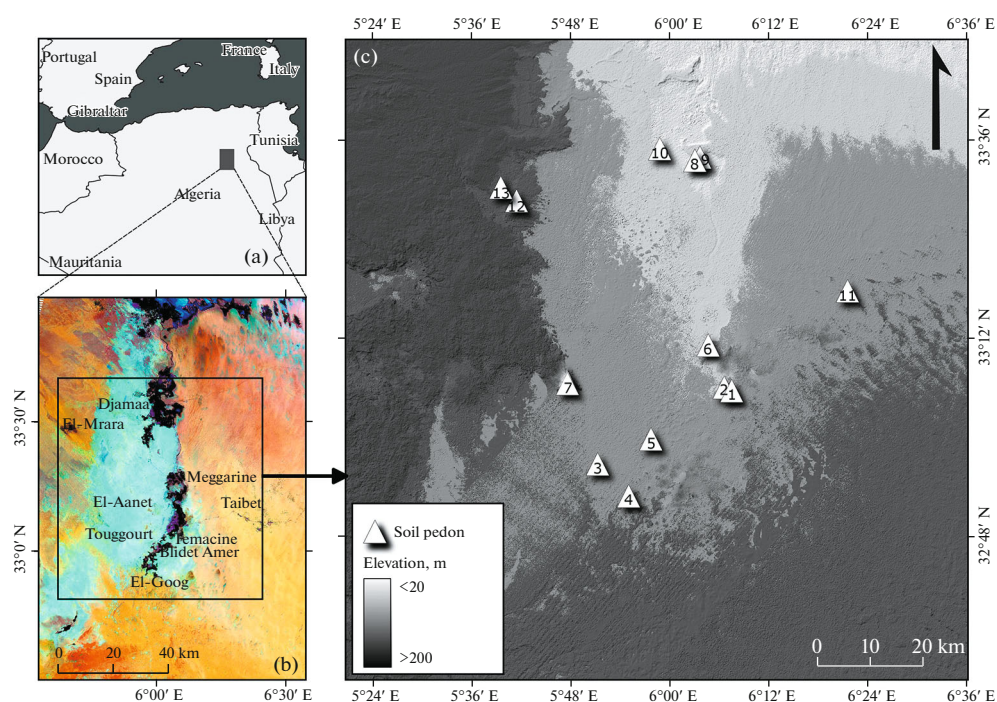 5°24′ E 5°36′ E 5°48′ E 6°00′ E 6°12′ E 6°24′ E 6°36′ E
Portugal
Spain
France
Italy
Gibraltar
Morocco
Tunisia
Algeria
Libya
Mauritania
(a)
33°30′ N
33°0′ N
Djamaa
El-Mrara
Meggarine
El-Aanet
Taibet
Touggourt
Temacine
Blidet Amer
El-Goog
0 20 40 km
(b)
6°00′ E 6°30′ E
(c)
10
8
9
13
12
11
6
7
2
1
5
3
4
33°36′ N
33°12′ N
32°48′ N
Soil pedon
Elevation, m
<20
>200
0 10 20 km
5°24′ E 5°36′ E 5°48′ E 6°00′ E 6°12′ E 6°24′ E 6°36′ E